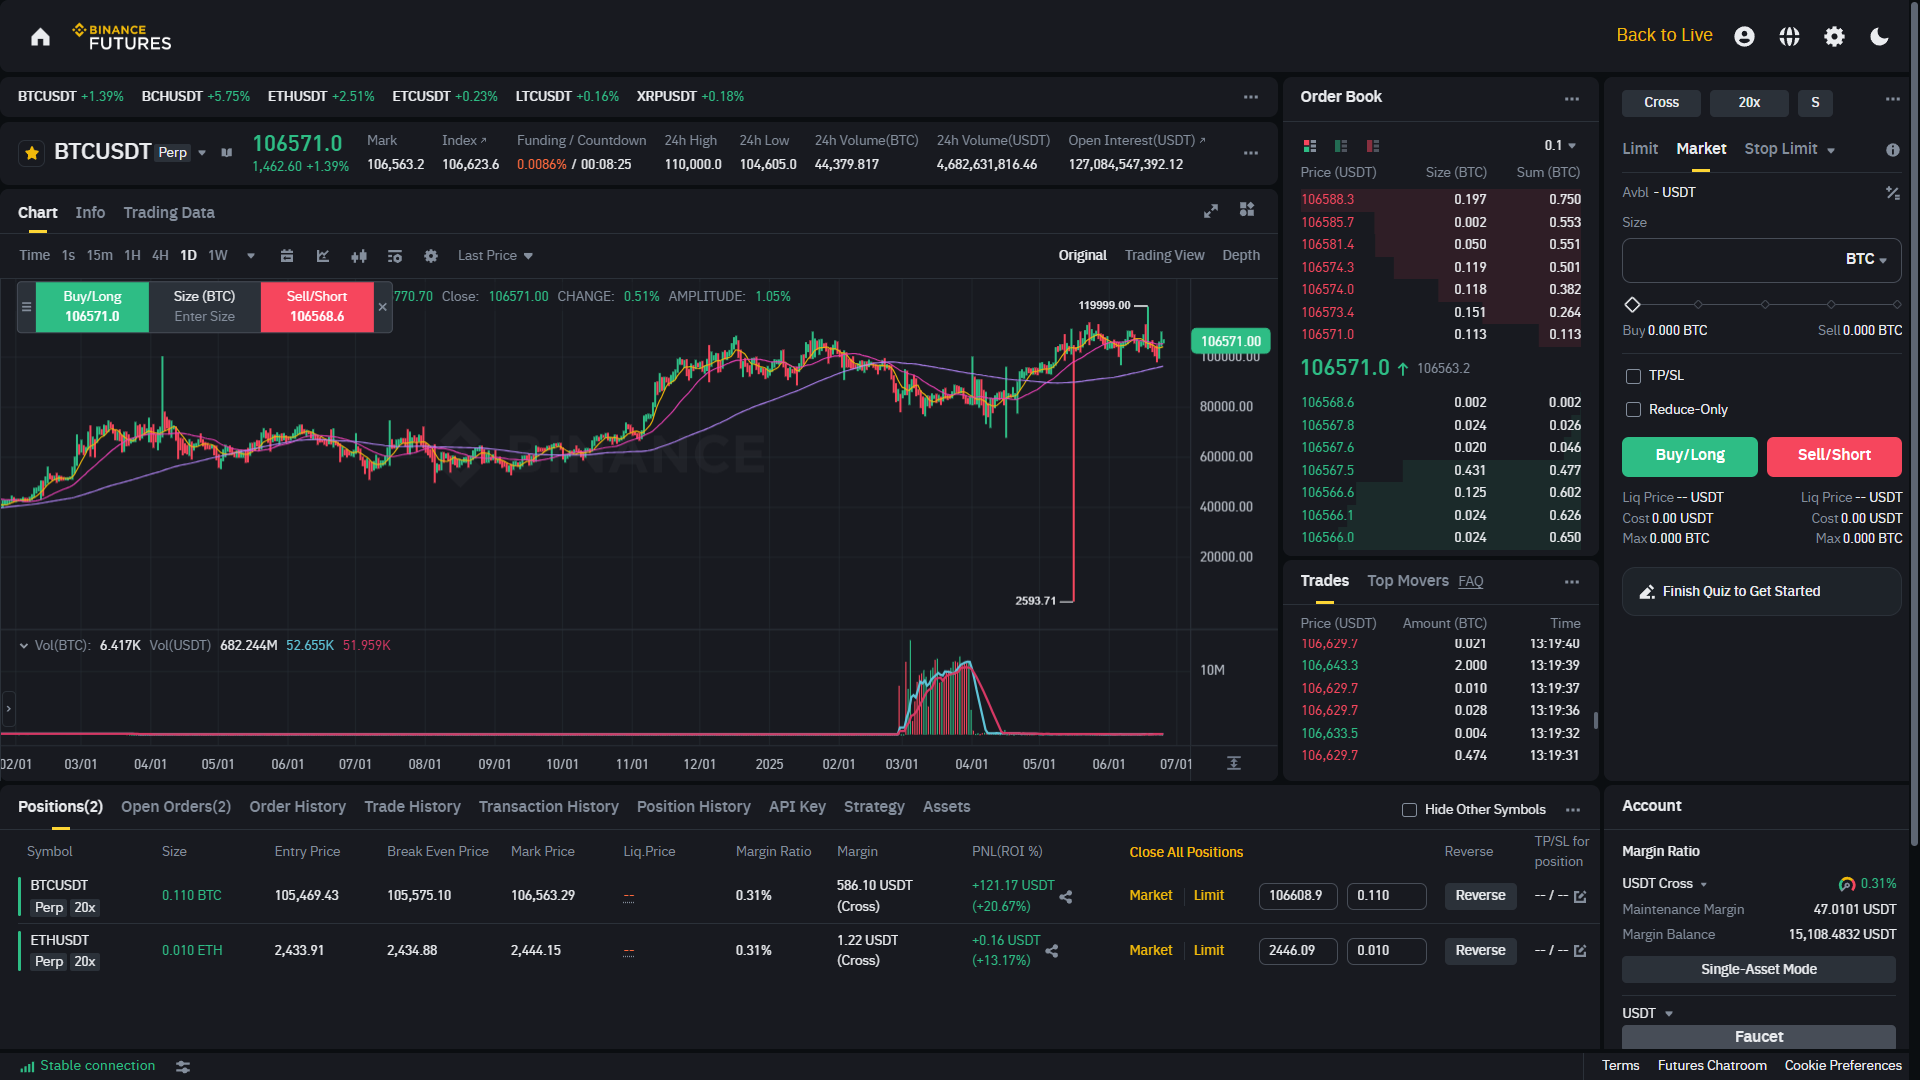 BINANCE
FUTURES
Back to Live
BTCUSDT +1.39% BCHUSDT +5.75% ETHUSDT +2.51% ETCUSDT +0.23% LTCUSDT +0.16% XRPUSDT +0.18%
BTCUSDT Perp
106571.0
1,462.60 +1.39%
Mark
106,563.2
Index
106,623.6
Funding / Countdown
0.0086% / 00:08:25
24h High
110,000.0
24h Low
104,605.0
24h Volume(BTC)
44,379.817
24h Volume(USDT)
4,682,631,816.46
Open Interest(USDT)
127,084,547,392.12
Chart Info Trading Data
Time 1s 15m 1H 4H 1D 1W Last Price Original Trading View Depth
Buy/Long
106571.0
Size (BTC)
Enter Size
Sell/Short
106568.6
770.70 Close: 106571.00 CHANGE: 0.51% AMPLITUDE: 1.05%
119999.00
106571.00
100000.00
80000.00
60000.00
40000.00
20000.00
BINANCE
2593.71
Vol(BTC): 6.417K Vol(USDT) 682.244M 52.655K 51.959K
10M
02/01 03/01 04/01 05/01 06/01 07/01 08/01 09/01 10/01 11/01 12/01 2025 02/01 03/01 04/01 05/01 06/01 07/01
Order Book
0.1
Price (USDT) Size (BTC) Sum (BTC)
106588.3 0.197 0.750
106585.7 0.002 0.553
106581.4 0.050 0.551
106574.3 0.119 0.501
106574.0 0.118 0.382
106573.4 0.151 0.264
106571.0 0.113 0.113
106571.0 ↑ 106563.2
106568.6 0.002 0.002
106567.8 0.024 0.026
106567.6 0.020 0.046
106567.5 0.431 0.477
106566.6 0.125 0.602
106566.1 0.024 0.626
106566.0 0.024 0.650
Trades Top Movers FAQ
Price (USDT) Amount (BTC) Time
106,629.7 0.021 13:19:40
106,643.3 2.000 13:19:39
106,629.7 0.010 13:19:37
106,629.7 0.028 13:19:36
106,633.5 0.004 13:19:32
106,629.7 0.474 13:19:31
Cross 20x S
Limit Market Stop Limit
Avbl - USDT
Size
BTC
Buy 0.000 BTC Sell 0.000 BTC
TP/SL
Reduce-Only
Buy/Long Sell/Short
Liq Price -- USDT Liq Price -- USDT
Cost 0.00 USDT Cost 0.00 USDT
Max 0.000 BTC Max 0.000 BTC
Finish Quiz to Get Started
Positions(2) Open Orders(2) Order History Trade History Transaction History Position History API Key Strategy Assets Hide Other Symbols
Symbol Size Entry Price Break Even Price Mark Price Liq.Price Margin Ratio Margin PNL(ROI %) Close All Positions Reverse TP/SL for position
BTCUSDT
Perp 20x
0.110 BTC 105,469.43 105,575.10 106,563.29 -- 0.31% 586.10 USDT
(Cross)
+121.17 USDT
(+20.67%)
Market Limit 106608.9 0.110 Reverse -- / --
ETHUSDT
Perp 20x
0.010 ETH 2,433.91 2,434.88 2,444.15 -- 0.31% 1.22 USDT
(Cross)
+0.16 USDT
(+13.17%)
Market Limit 2446.09 0.010 Reverse -- / --
Account
Margin Ratio
USDT Cross 0.31%
Maintenance Margin 47.0101 USDT
Margin Balance 15,108.4832 USDT
Single-Asset Mode
USDT
Faucet
Stable connection
Terms Futures Chatroom Cookie Preferences